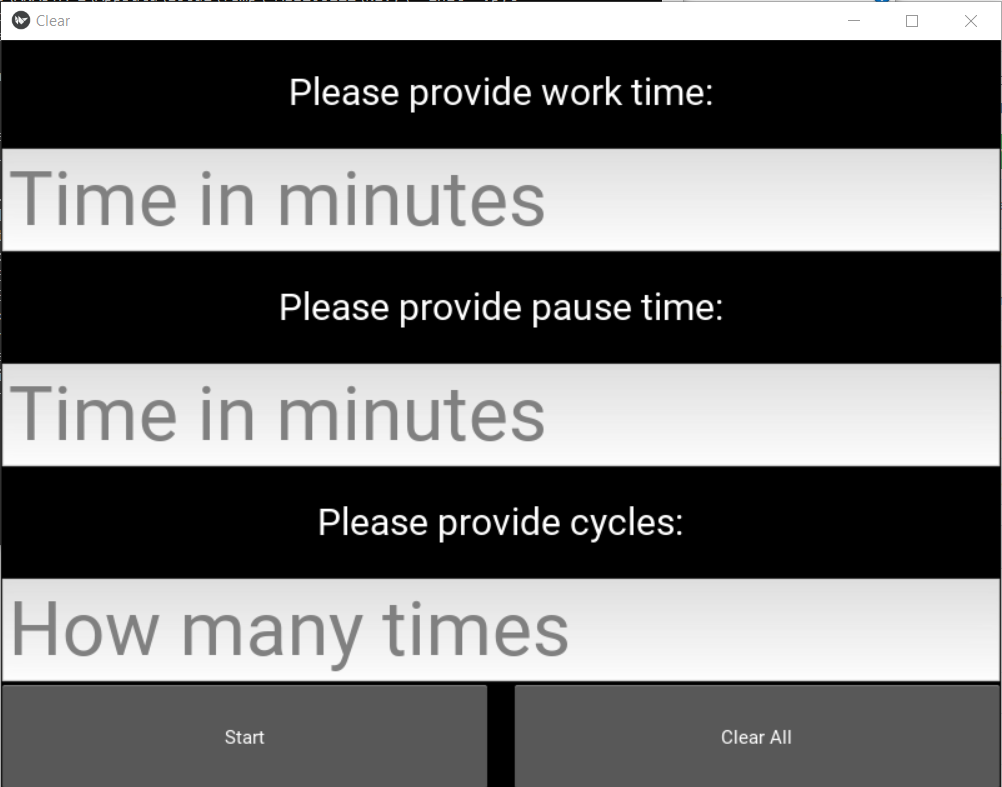 Clear
Please provide work time:
Time in minutes
Please provide pause time:
Time in minutes
Please provide cycles:
How many times
Start
Clear All